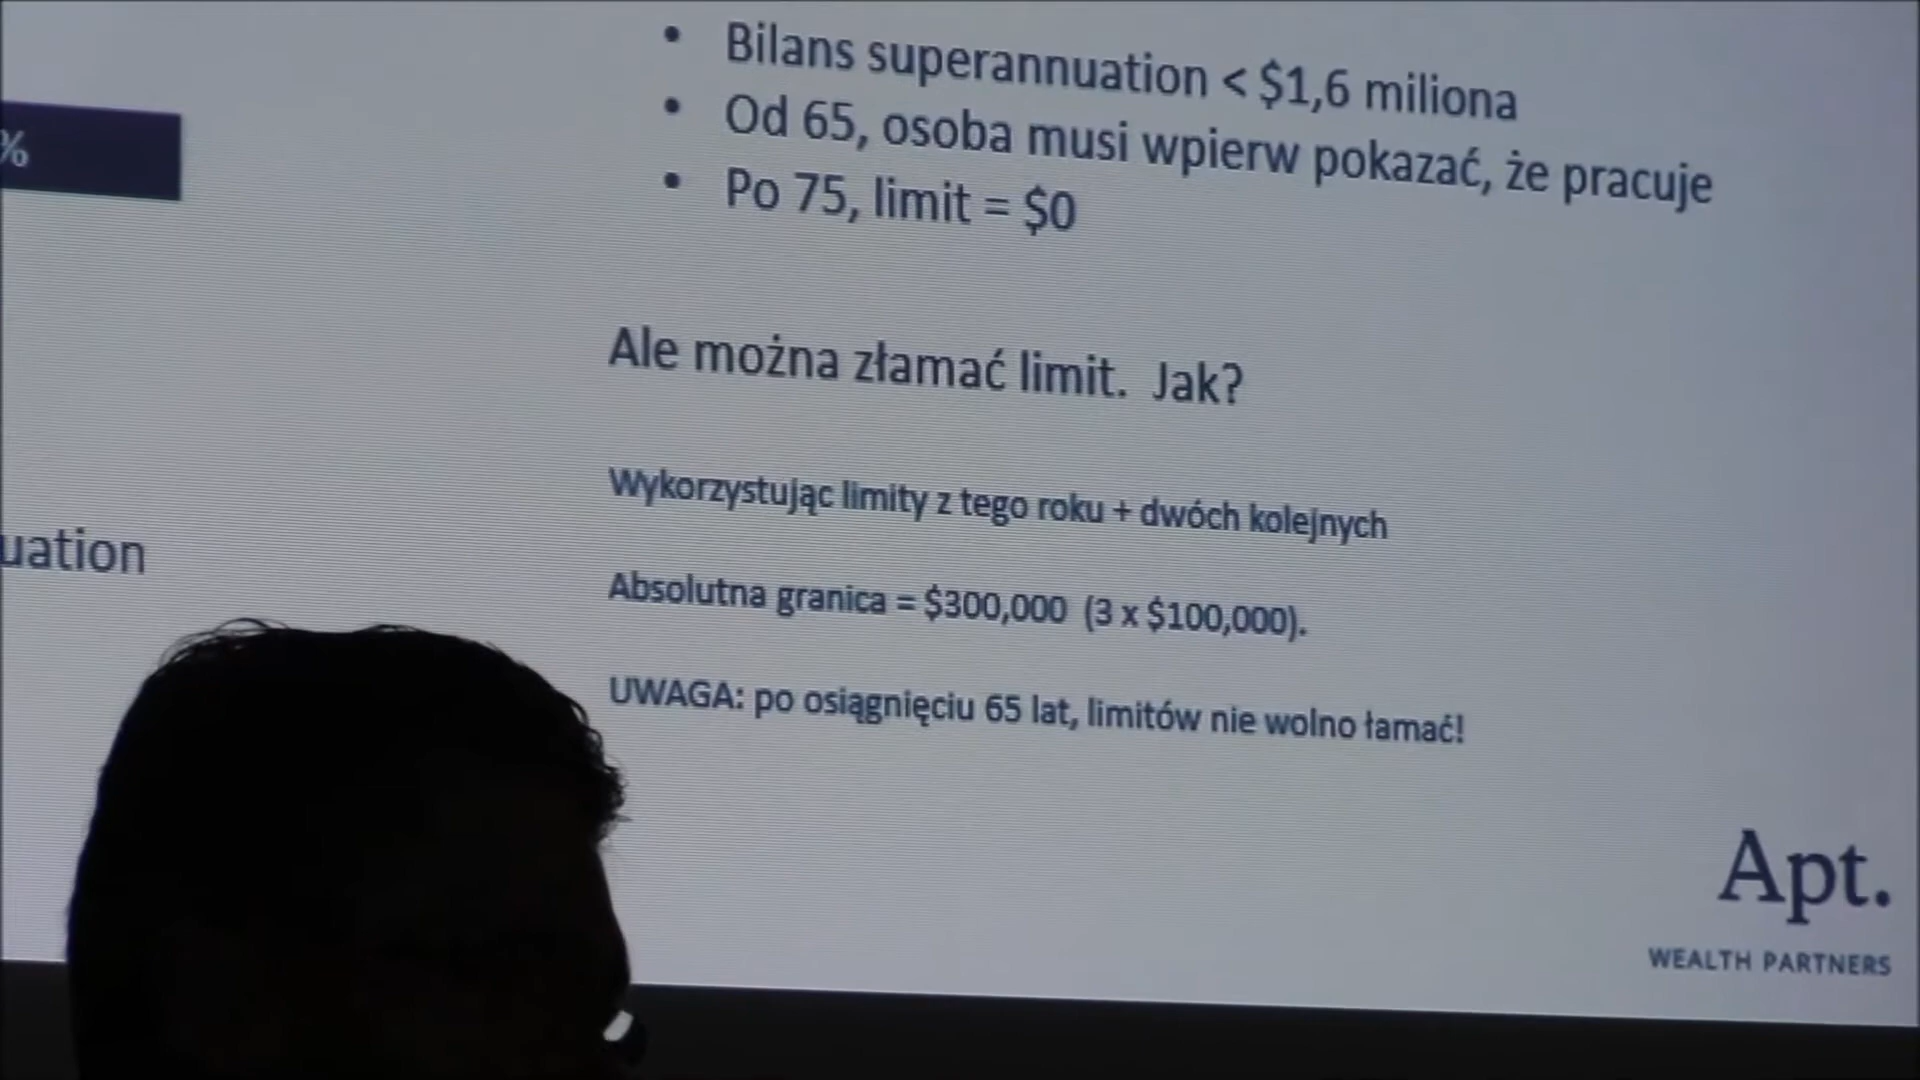 %
uation
Bilans superannuation < $1,6 miliona
Od 65, osoba musi wpierw pokazać, że pracuje
Po 75, limit = $0
Ale można złamać limit. Jak?
Wykorzystując limity z tego roku + dwóch kolejnych
Absolutna granica = $300,000 (3 x $100,000).
UWAGA: po osiągnięciu 65 lat, limitów nie wolno łamać!
Apt.
WEALTH PARTNERS